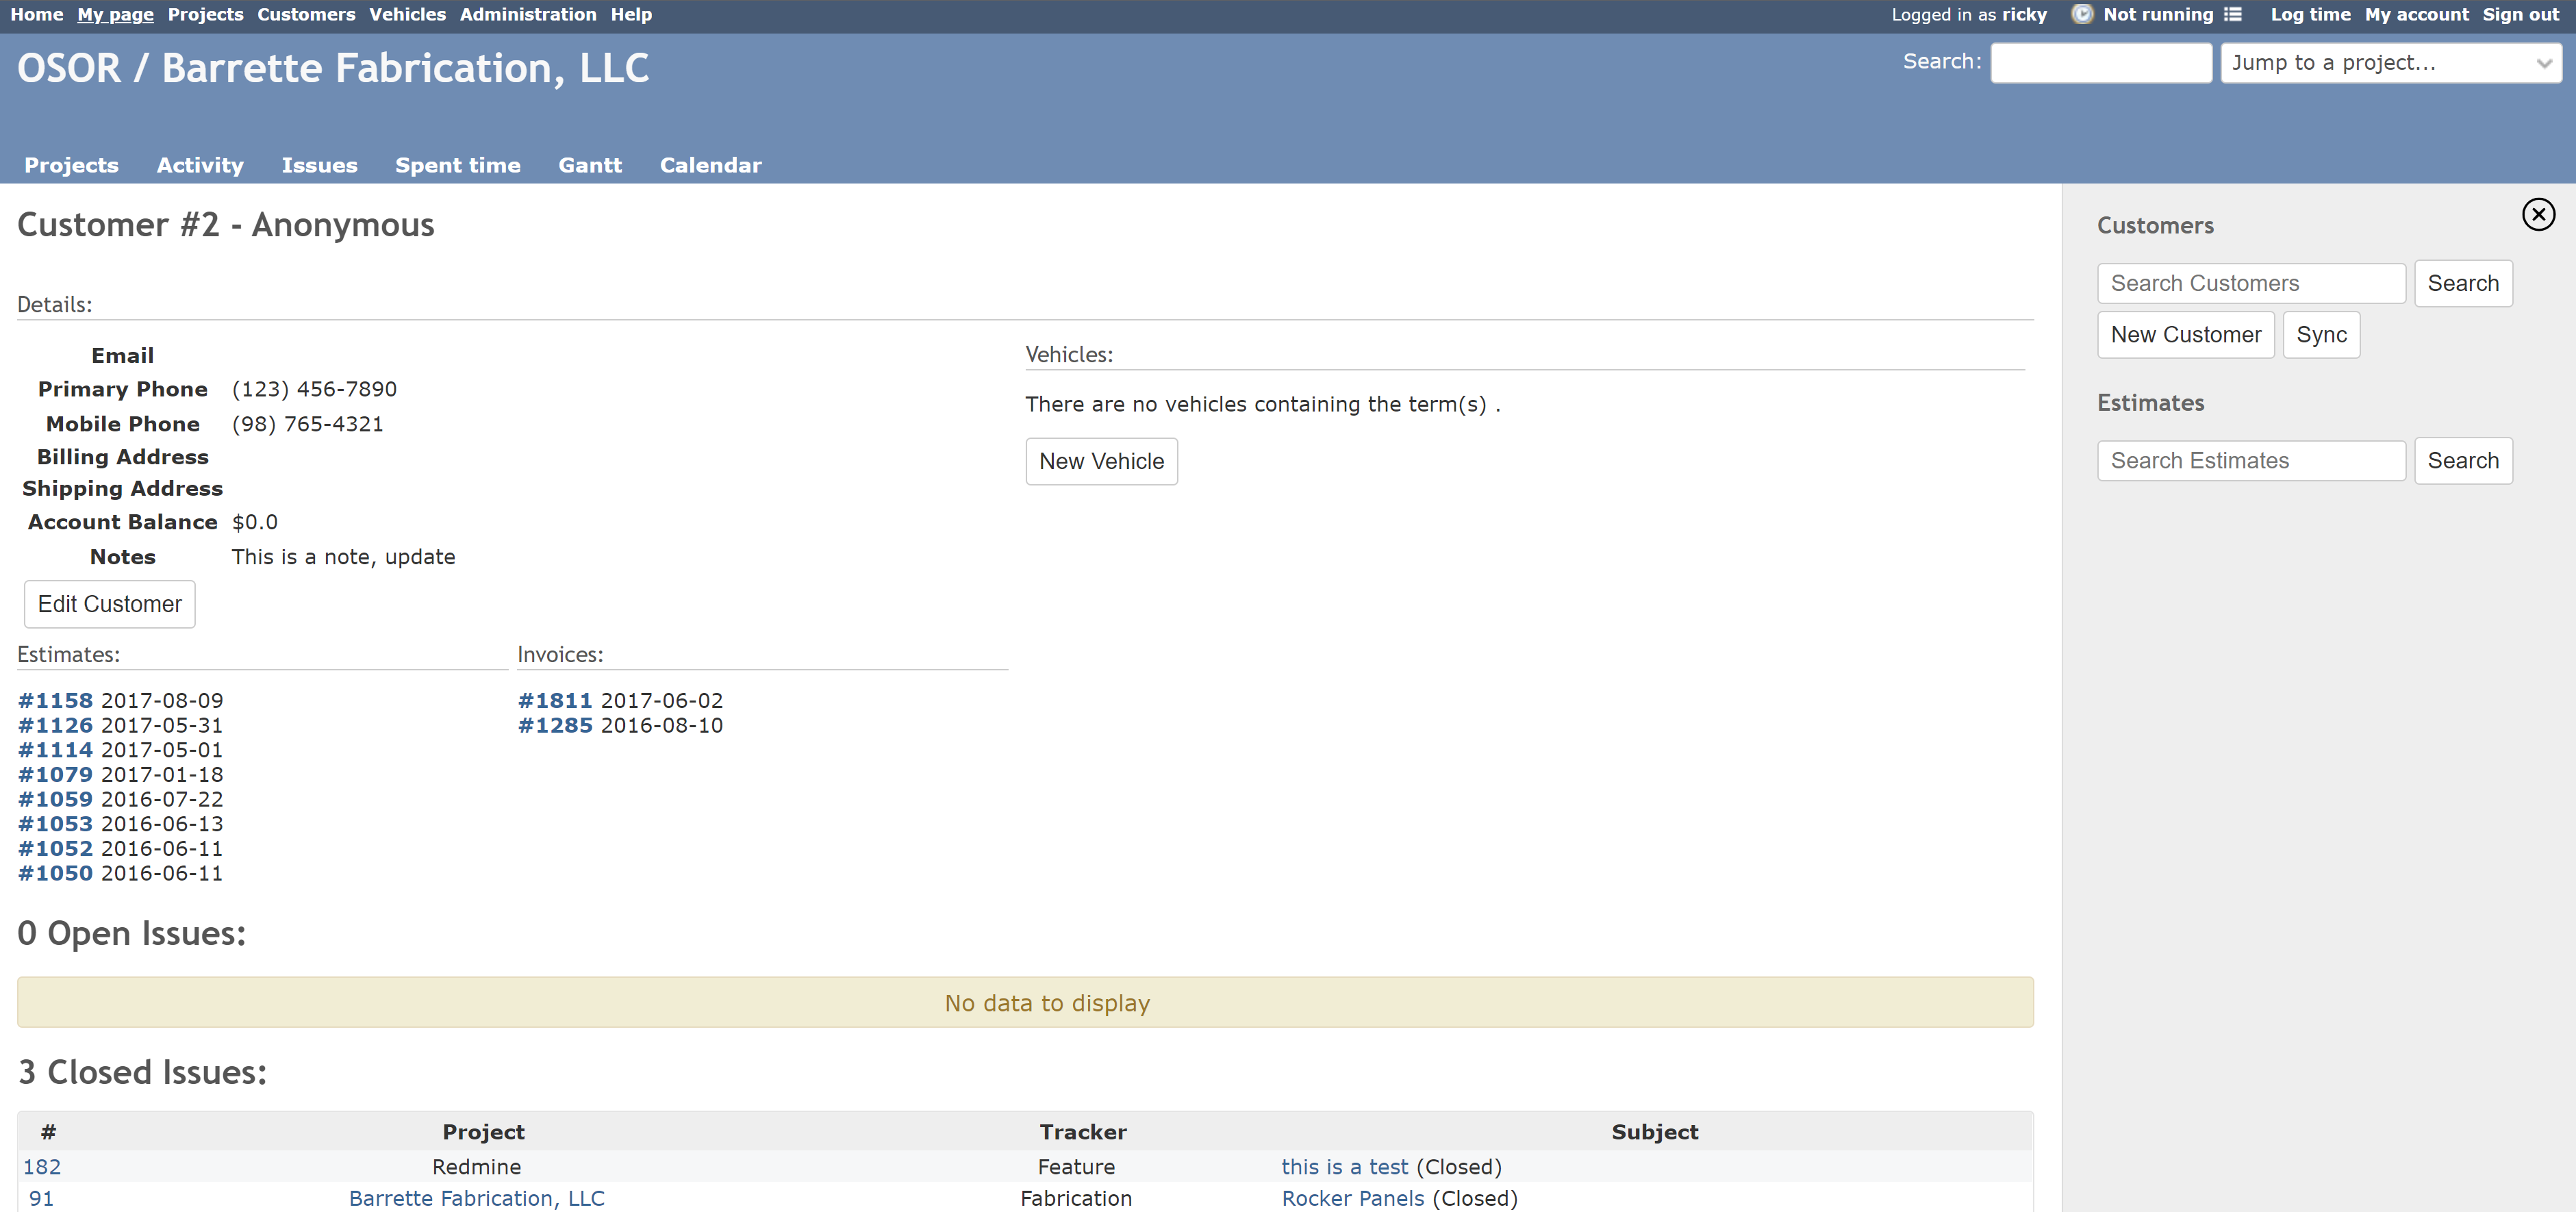 Home My page Projects Customers Vehicles Administration Help
Logged in as ricky Not running Log time My account Sign out
OSOR / Barrette Fabrication, LLC
Search: Jump to a project...
Projects Activity Issues Spent time Gantt Calendar
Customer #2 - Anonymous
Details:
Email
Primary Phone (123) 456-7890
Mobile Phone (98) 765-4321
Billing Address
Shipping Address
Account Balance $0.0
Notes This is a note, update
Edit Customer
Vehicles:
There are no vehicles containing the term(s) .
New Vehicle
Estimates:
#1158 2017-08-09
#1126 2017-05-31
#1114 2017-05-01
#1079 2017-01-18
#1059 2016-07-22
#1053 2016-06-13
#1052 2016-06-11
#1050 2016-06-11
Invoices:
#1811 2017-06-02
#1285 2016-08-10
0 Open Issues:
No data to display
3 Closed Issues:
# Project Tracker Subject
182 Redmine Feature this is a test (Closed)
91 Barrette Fabrication, LLC Fabrication Rocker Panels (Closed)
Customers
Search Customers Search
New Customer Sync
Estimates
Search Estimates Search